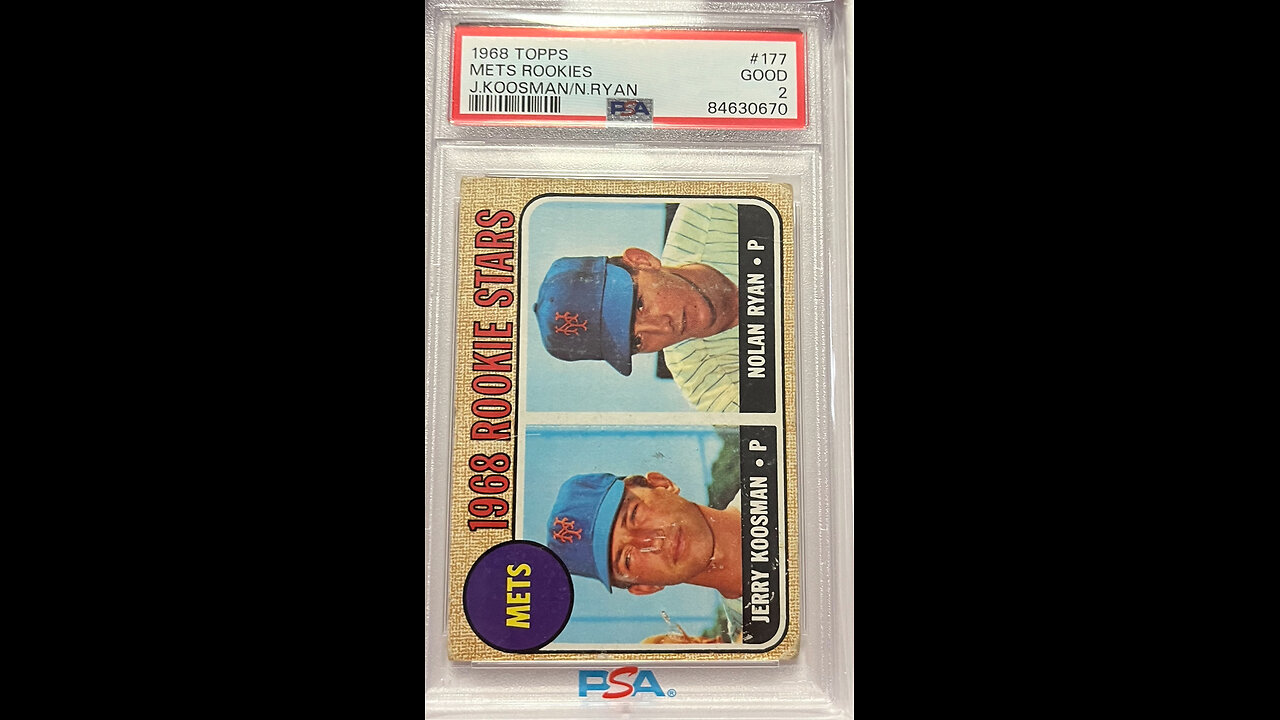 1968 TOPPS
METS ROOKIES
J.KOOSMAN/N.RYAN
#177
GOOD
2
84630670
PSA
1968 ROOKIE STARS
METS
JERRY KOOSMAN • P
NOLAN RYAN • P
PSA®